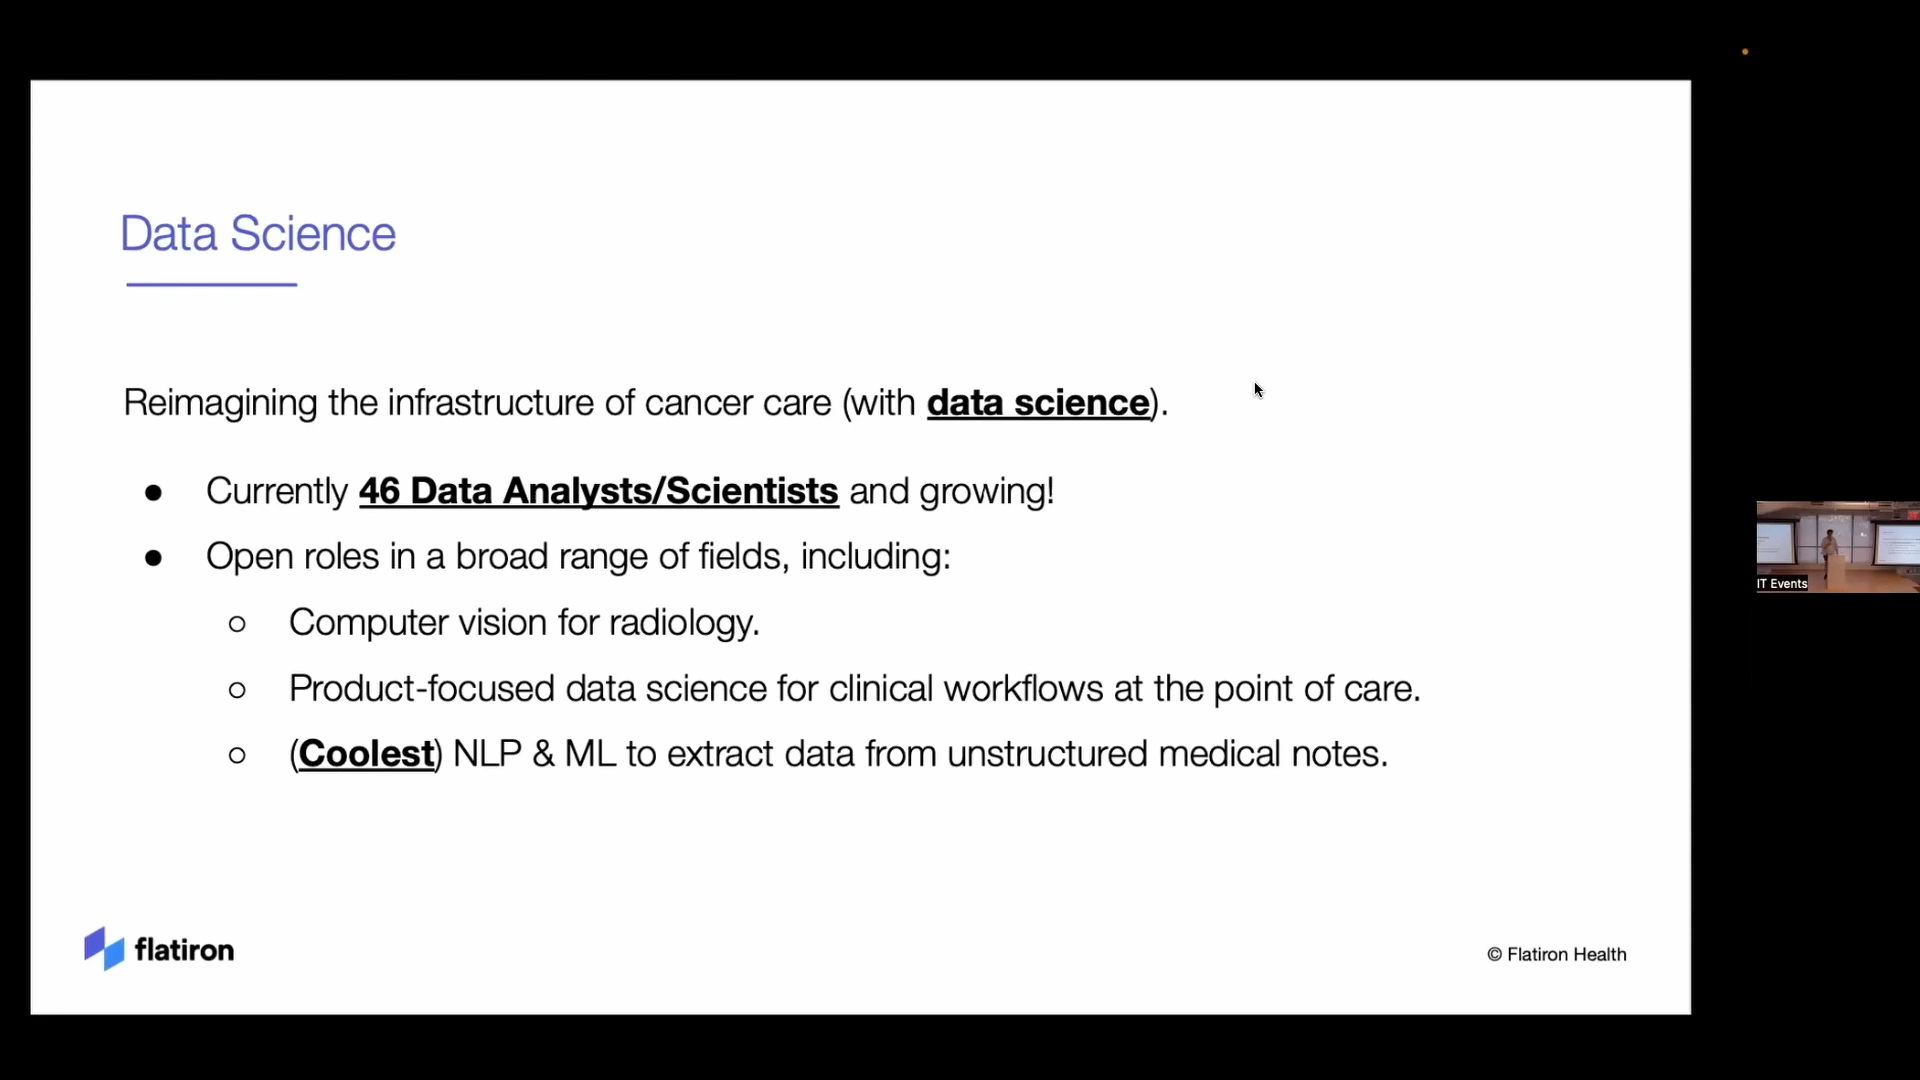 Data Science
Reimagining the infrastructure of cancer care (with data science).
● Currently 46 Data Analysts/Scientists and growing!
● Open roles in a broad range of fields, including:
○ Computer vision for radiology.
○ Product-focused data science for clinical workflows at the point of care.
○ (Coolest) NLP & ML to extract data from unstructured medical notes.
flatiron
© Flatiron Health
IT Events